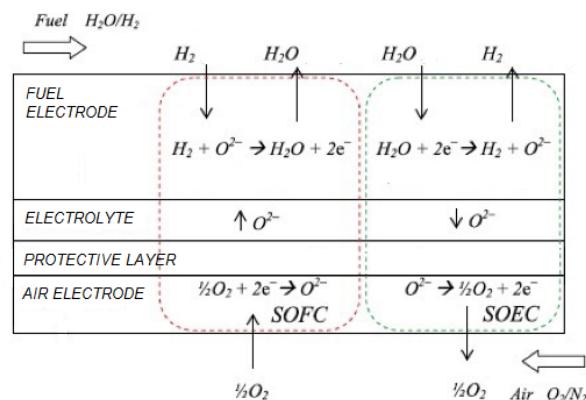 Fuel H₂O/H₂
H₂ H₂O H₂O H₂
FUEL
ELECTRODE
H₂ + O²⁻ → H₂O + 2e⁻ H₂O + 2e⁻ → H₂ + O²⁻
ELECTROLYTE ↑ O²⁻ ↓ O²⁻
PROTECTIVE LAYER
AIR ELECTRODE ½O₂ + 2e⁻ → O²⁻ O²⁻ → ½O₂ + 2e⁻
SOFC SOEC
½O₂ ½O₂ Air O₂/N₂